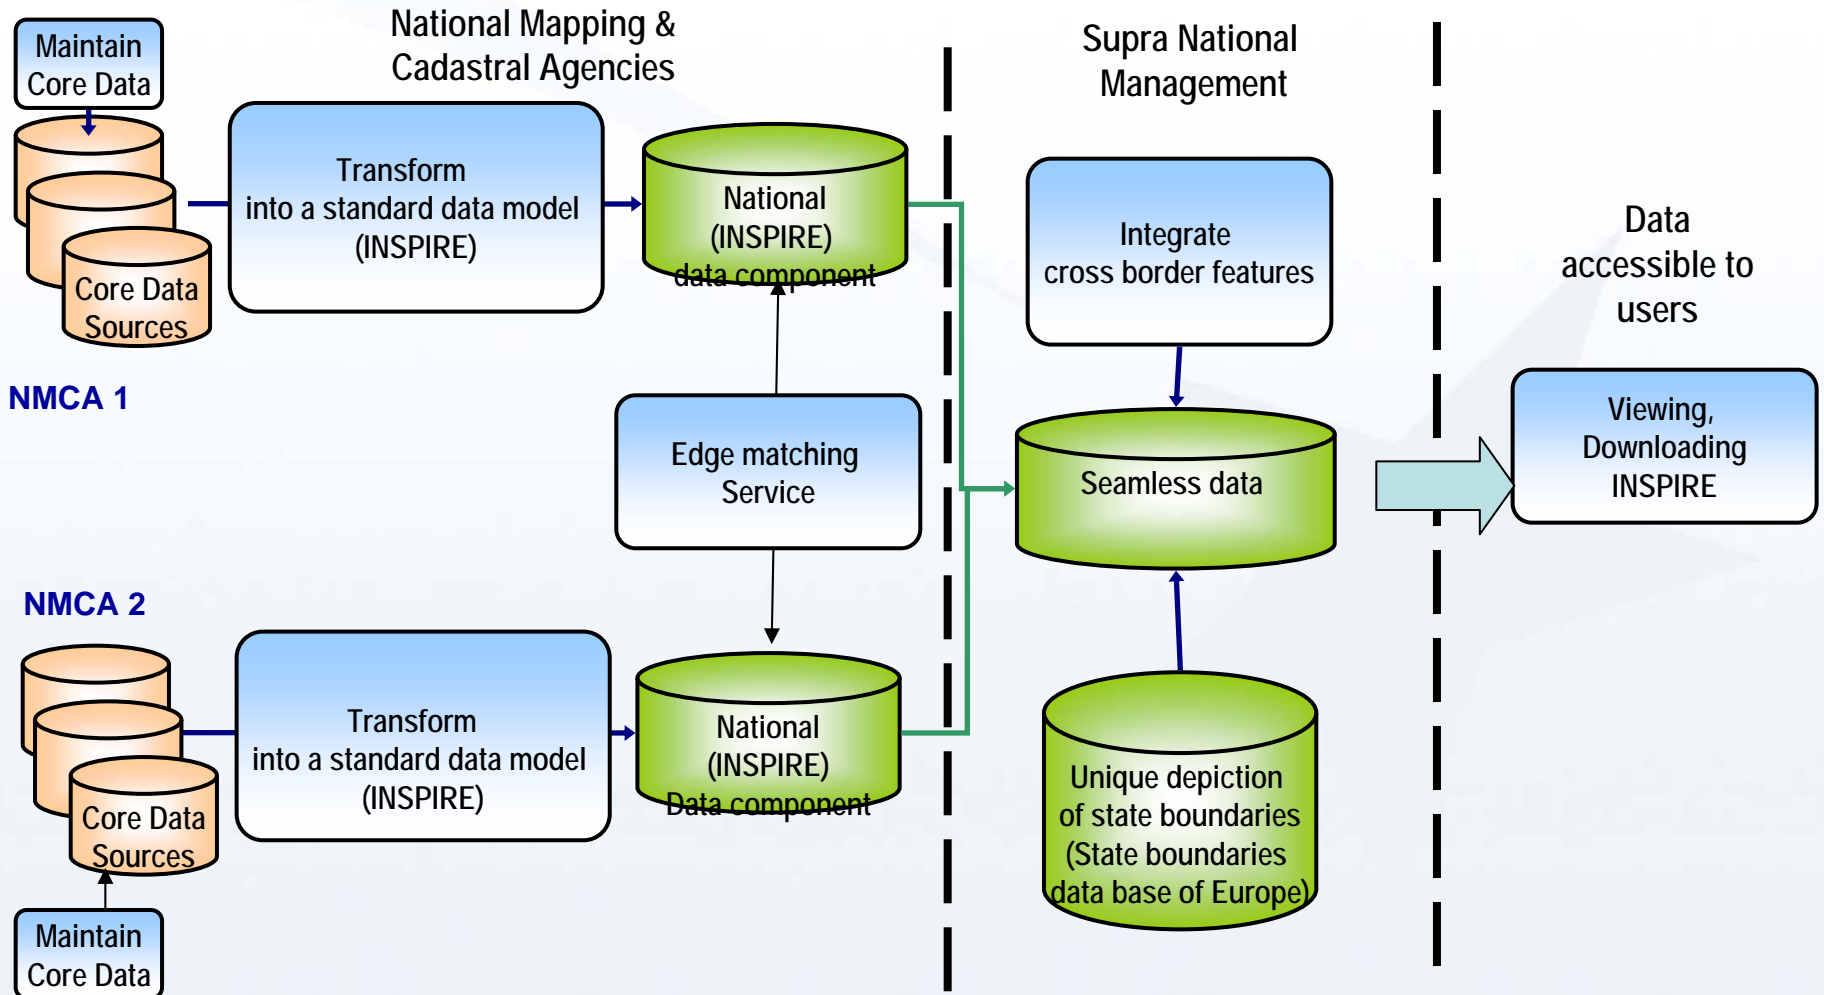 National Mapping &
Cadastral Agencies
Supra National
Management
Data
accessible to
users
Maintain
Core Data
Core Data
Sources
NMCA 1
Transform
into a standard data model
(INSPIRE)
National
(INSPIRE)
data component
Edge matching
Service
NMCA 2
Core Data
Sources
Maintain
Core Data
Transform
into a standard data model
(INSPIRE)
National
(INSPIRE)
Data component
Integrate
cross border features
Seamless data
Unique depiction
of state boundaries
(State boundaries
data base of Europe)
Viewing,
Downloading
INSPIRE